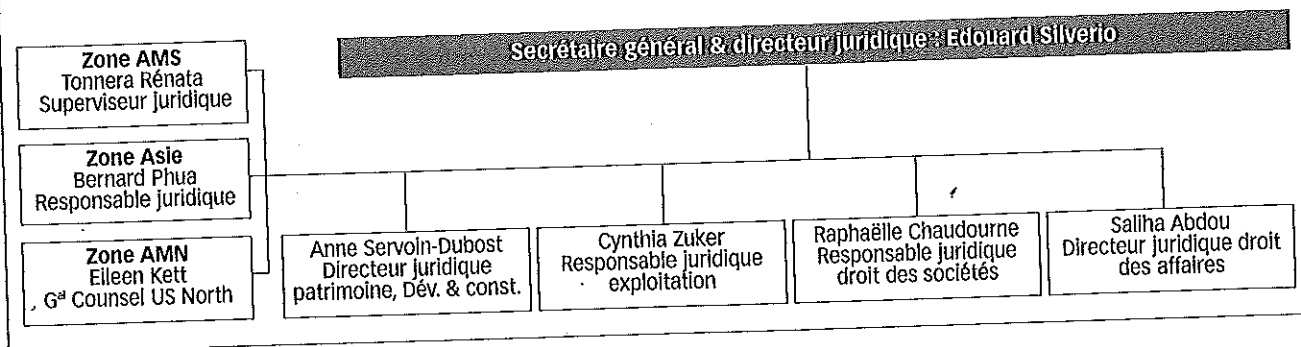 Secrétaire général & directeur juridique : Edouard Silverio
Zone AMS
Tonnera Rénata
Superviseur juridique
Zone Asie
Bernard Phua
Responsable juridique
Zone AMN
Eileen Kett
Gal Counsel US North
Anne Servoin-Dubost
Directeur juridique
patrimoine, Dév. & const.
Cynthia Zuker
Responsable juridique
exploitation
Raphaëlle Chaudourne
Responsable juridique
droit des sociétés
Saliha Abdou
Directeur juridique droit
des affaires